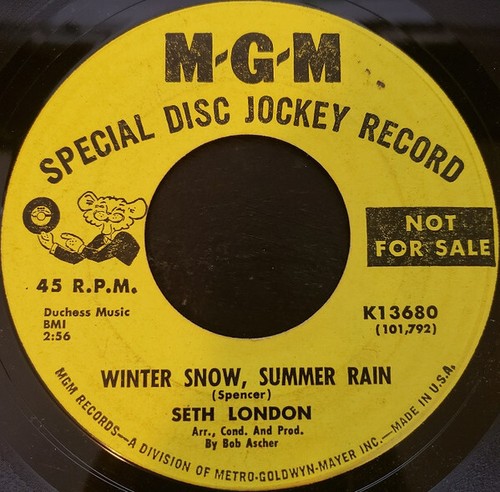 M-G-M
SPECIAL DISC JOCKEY RECORD
NOT
FOR SALE
45 R.P.M.
Duchess Music
BMI
2:56
K13680
(101,792)
WINTER SNOW, SUMMER RAIN
(Spencer)
SETH LONDON
Arr., Cond. And Prod.
By Bob Ascher
MGM RECORDS—A DIVISION OF METRO-GOLDWYN-MAYER INC.—MADE IN U.S.A.